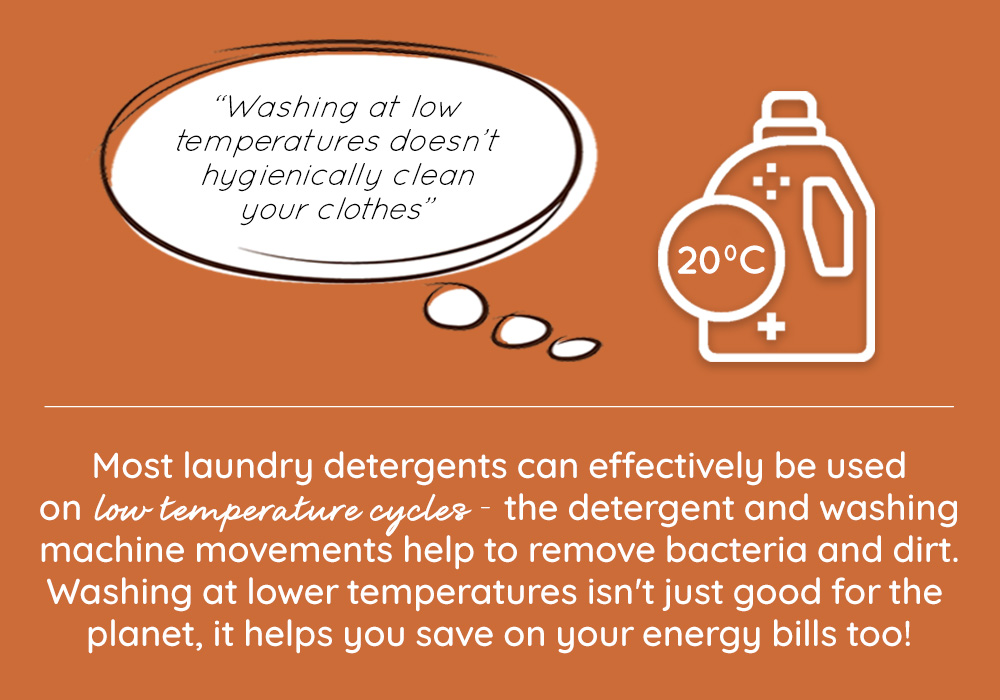 “Washing at low
temperatures doesn’t
hygienically clean
your clothes”
20°C
Most laundry detergents can effectively be used
on low temperature cycles - the detergent and washing
machine movements help to remove bacteria and dirt.
Washing at lower temperatures isn't just good for the
planet, it helps you save on your energy bills too!